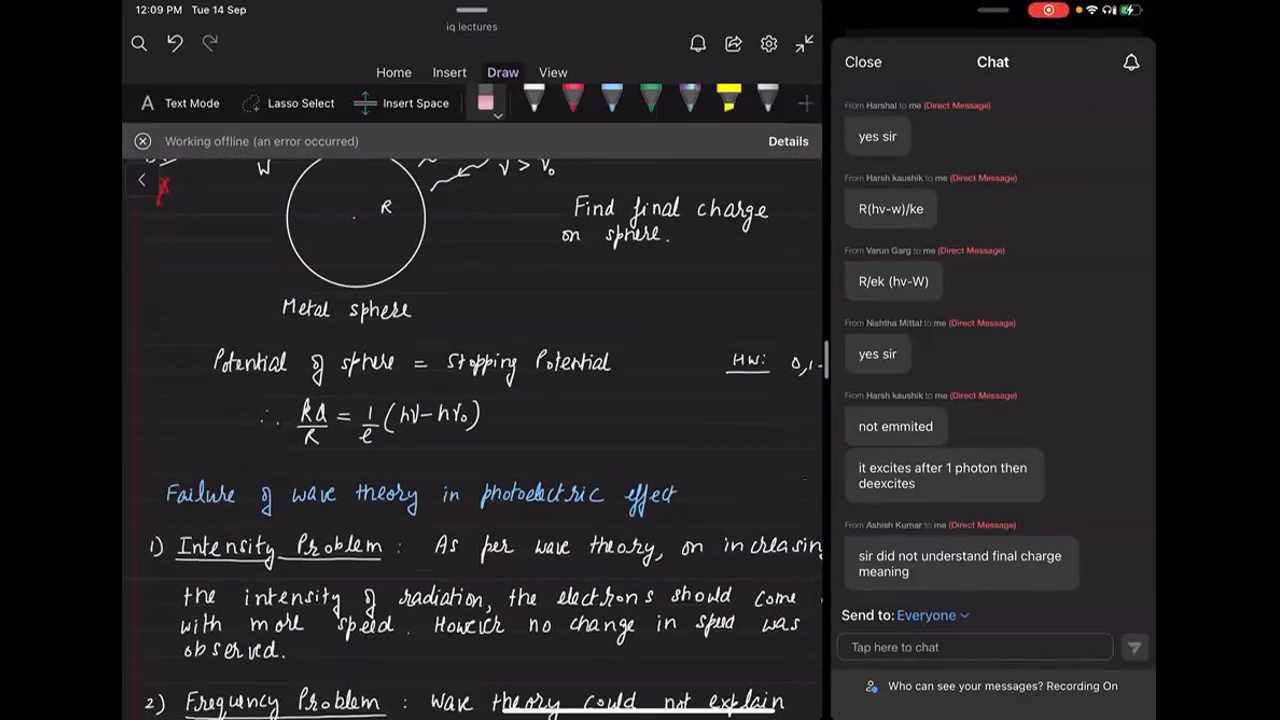 12:09 PM Tue 14 Sep
iq lectures
Home Insert Draw View
A Text Mode Lasso Select Insert Space
Working offline (an error occurred) Details
W
ν > ν₀
R
Find final charge
on sphere.
Metal sphere
Potential of sphere = Stopping Potential
HW: 0,1-
∴ kQ/R = 1/e (hν - hν₀)
Failure of wave theory in photoelectric effect
1) Intensity Problem : As per wave theory, on increasing
the intensity of radiation, the electrons should come
with more speed. However no change in speed was
observed.
2) Frequency Problem : Wave theory could not explain
Close Chat
From Harshal to me (Direct Message)
yes sir
From Harsh kaushik to me (Direct Message)
R(hv-w)/ke
From Varun Garg to me (Direct Message)
R/ek (hv-W)
From Nishtha Mittal to me (Direct Message)
yes sir
From Harsh kaushik to me (Direct Message)
not emmited
it excites after 1 photon then
deexcites
From Ashish Kumar to me (Direct Message)
sir did not understand final charge
meaning
Send to: Everyone
Tap here to chat
Who can see your messages? Recording On